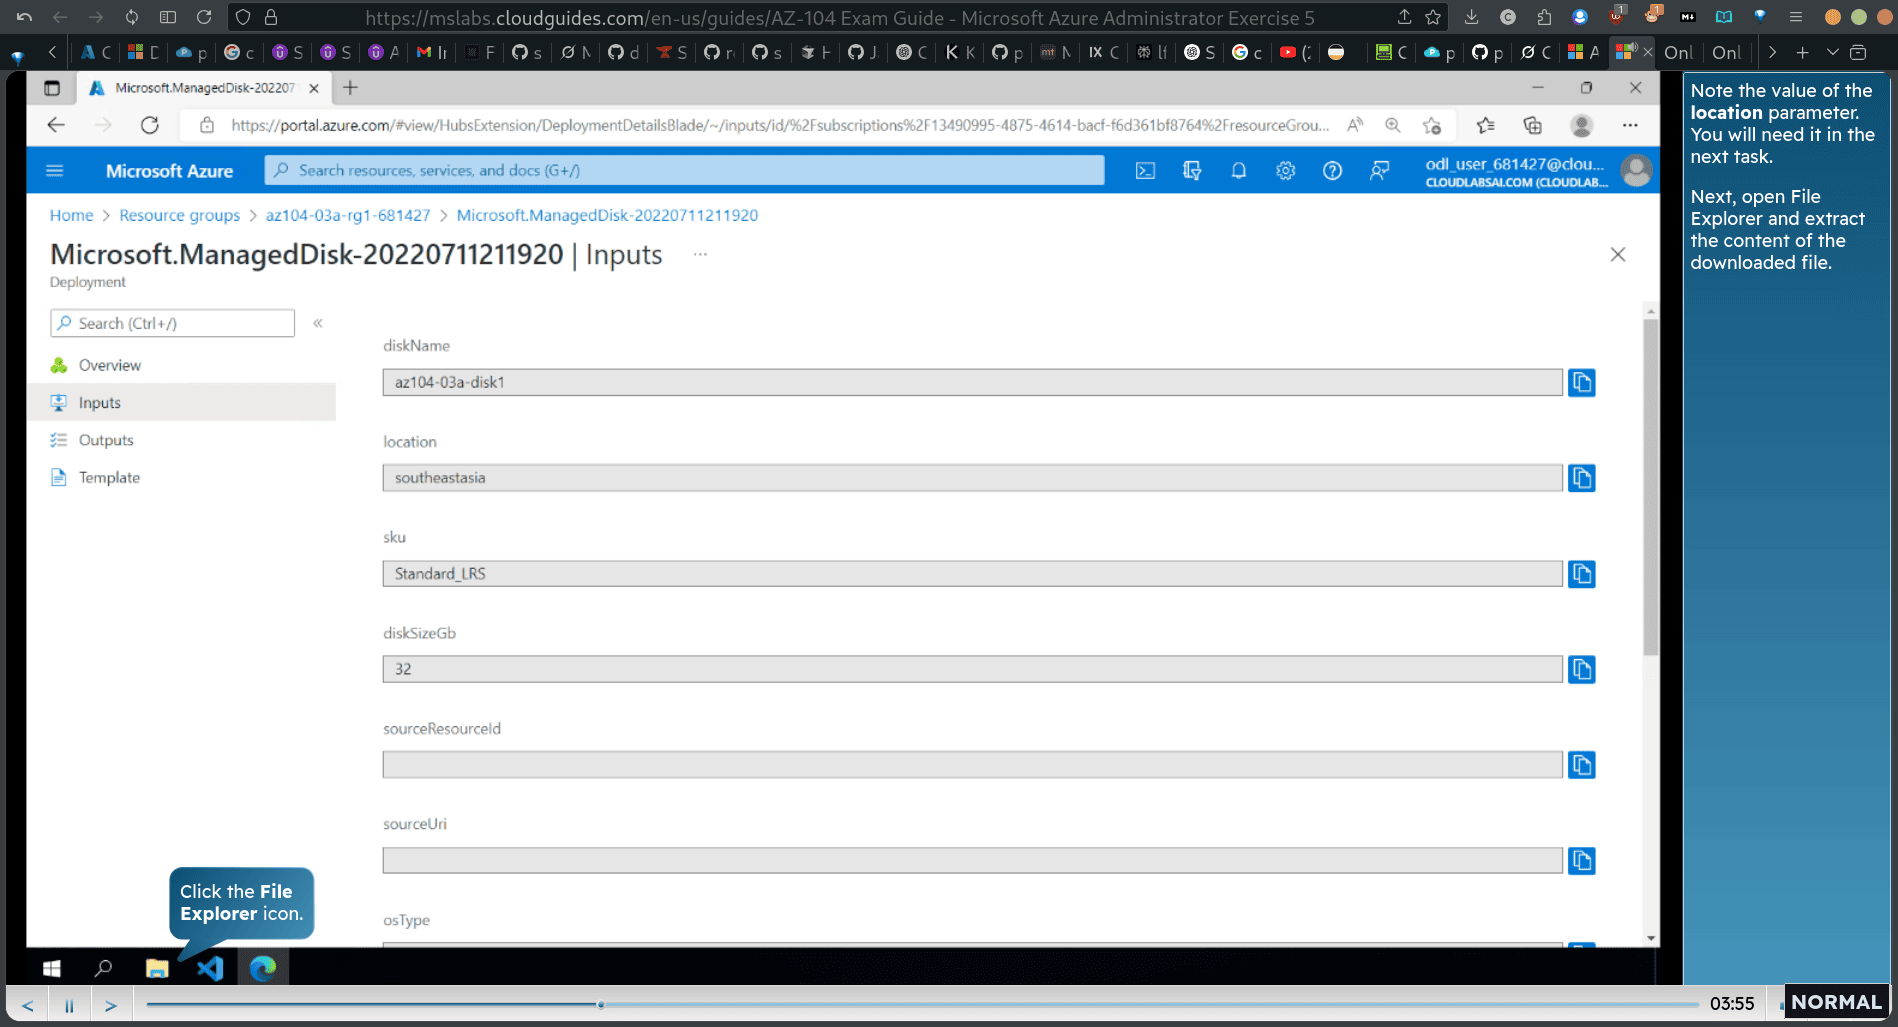 https://mslabs.cloudguides.com/en-us/guides/AZ-104 Exam Guide - Microsoft Azure Administrator Exercise 5
Onl
Onl
Microsoft.ManagedDisk-202207
https://portal.azure.com/#view/HubsExtension/DeploymentDetailsBlade/~/inputs/id/%2Fsubscriptions%2F13490995-4875-4614-bacf-f6d361bf8764%2FresourceGrou...
Microsoft Azure
Search resources, services, and docs (G+/)
odl_user_681427@clou...
CLOUDLABSAI.COM (CLOUDLAB...
Home > Resource groups > az104-03a-rg1-681427 > Microsoft.ManagedDisk-20220711211920
Microsoft.ManagedDisk-20220711211920 | Inputs ...
Deployment
Search (Ctrl+/)
Overview
Inputs
Outputs
Template
diskName
az104-03a-disk1
location
southeastasia
sku
Standard_LRS
diskSizeGb
32
sourceResourceId
sourceUri
osType
Click the File
Explorer icon.
Note the value of the
location parameter.
You will need it in the
next task.
Next, open File
Explorer and extract
the content of the
downloaded file.
03:55
NORMAL